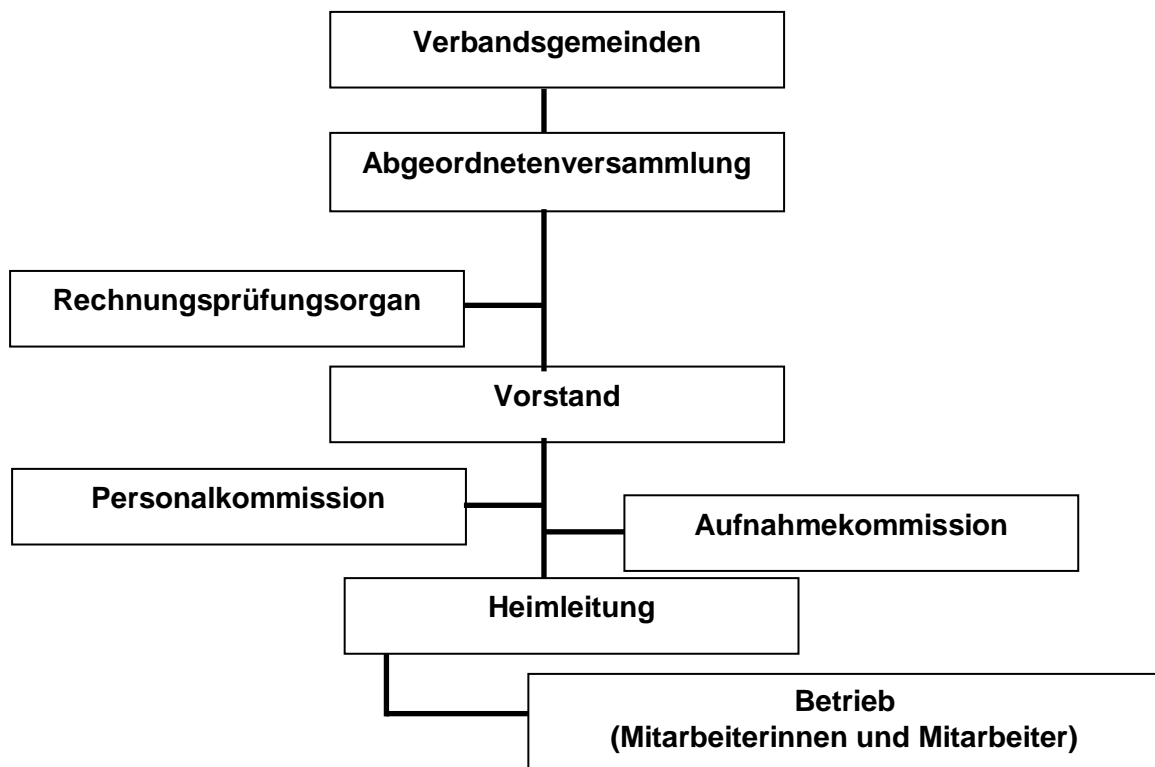 Verbandsgemeinden
Abgeordnetenversammlung
Rechnungsprüfungsorgan
Vorstand
Personalkommission
Aufnahmekommission
Heimleitung
Betrieb
(Mitarbeiterinnen und Mitarbeiter)